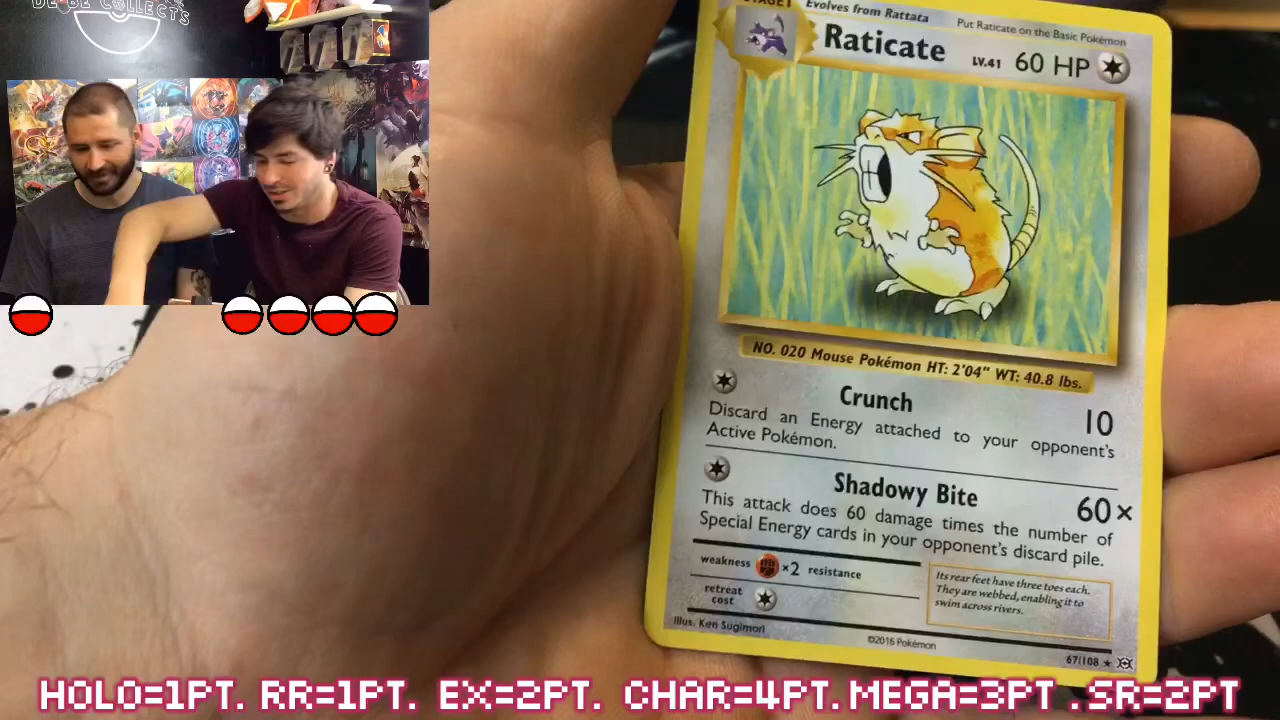 DEBE COLLECTS
Evolves from Rattata
Put Raticate on the Basic Pokémon
Raticate LV.41 60 HP
NO. 020 Mouse Pokémon HT: 2'04" WT: 40.8 lbs.
Crunch 10
Discard an Energy attached to your opponent's
Active Pokémon.
Shadowy Bite 60×
This attack does 60 damage times the number of
Special Energy cards in your opponent's discard pile.
weakness ×2 resistance
retreat
cost
Its rear feet have three toes each.
They are webbed, enabling it to
swim across rivers.
Illus. Ken Sugimori
©2016 Pokémon
67/108 ★
HOLO=1PT. RR=1PT. EX=2PT. CHAR=4PT. MEGA=3PT . SR=2PT